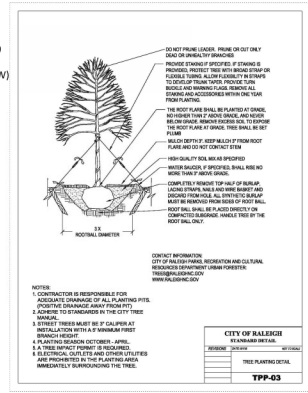 )
w)
DO NOT PRUNE LEADER. PRUNE OR CUT ONLY
DEAD OR UNHEALTHY BRANCHES
PROVIDE STAKING IF SPECIFIED. IF STAKING IS
PROVIDED, PROTECT TREE WITH BROAD STRAP OR
FLEXIBLE TUBING. ALLOW FLEXIBILITY IN STRAPS
TO DEVELOP TRUNK TAPER. PROVIDE TURN
BUCKLE AND WARNING FLAGS. REMOVE ALL
STAKING AND ACCESSORIES WITHIN ONE YEAR
FROM PLANTING.
THE ROOT FLARE SHALL BE PLANTED AT GRADE,
NO HIGHER THAN 2" ABOVE GRADE, AND NEVER
BELOW GRADE. REMOVE EXCESS SOIL TO EXPOSE
THE ROOT FLARE AT GRADE. TREE SHALL BE SET
PLUMB
MULCH DEPTH 3". KEEP MULCH 3" FROM ROOT
FLARE AND DO NOT CONTACT STEM
HIGH QUALITY SOIL MIX AS SPECIFIED
WATER SAUCER, IF SPECIFIED, SHALL RISE NO
MORE THAN 3" ABOVE GRADE.
COMPLETELY REMOVE TOP HALF OF BURLAP,
LACING STRAPS, NAILS AND WIRE BASKET AND
DISCARD FROM HOLE. ALL SYNTHETIC BURLAP
MUST BE REMOVED FROM SIDES OF ROOT BALL.
ROOT BALL SHALL BE PLACED DIRECTLY ON
COMPACTED SUBGRADE. HANDLE TREE BY THE
ROOT BALL ONLY.
3 X
ROOTBALL DIAMETER
CONTACT INFORMATION:
CITY OF RALEIGH PARKS, RECREATION AND CULTURAL
RESOURCES DEPARTMENT URBAN FORESTER:
TREES@RALEIGHNC.GOV
WWW.RALEIGHNC.GOV
NOTES:
1. CONTRACTOR IS RESPONSIBLE FOR
ADEQUATE DRAINAGE OF ALL PLANTING PITS.
(POSITIVE DRAINAGE AWAY FROM PIT).
2. ADHERE TO STANDARDS IN THE CITY TREE
MANUAL.
3. STREET TREES MUST BE 3" CALIPER AT
INSTALLATION WITH A 5' MINIMUM FIRST
BRANCH HEIGHT.
4. PLANTING SEASON OCTOBER - APRIL.
5. A TREE IMPACT PERMIT IS REQUIRED.
6. ELECTRICAL OUTLETS AND OTHER UTILITIES
ARE PROHIBITED IN THE PLANTING AREA
IMMEDIATELY SURROUNDING THE TREE.
CITY OF RALEIGH
STANDARD DETAIL
REVISIONS
NOT TO SCALE
TREE PLANTING DETAIL
TPP-03